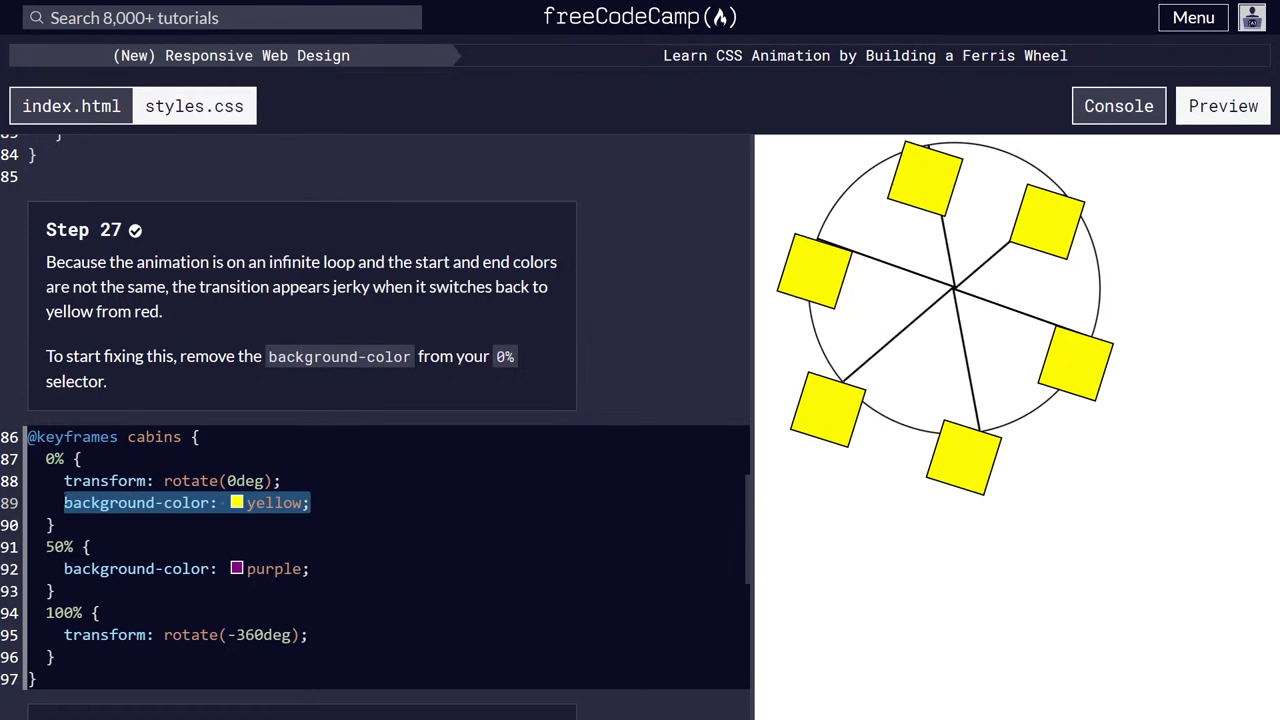 Search 8,000+ tutorials
freeCodeCamp
Menu
(New) Responsive Web Design
Learn CSS Animation by Building a Ferris Wheel
index.html
styles.css
Console
Preview
83 }
84 }
85
Step 27
Because the animation is on an infinite loop and the start and end colors
are not the same, the transition appears jerky when it switches back to
yellow from red.
To start fixing this, remove the background-color from your 0%
selector.
86 @keyframes cabins {
87 0% {
88 transform: rotate(0deg);
89 background-color: yellow;
90 }
91 50% {
92 background-color: purple;
93 }
94 100% {
95 transform: rotate(-360deg);
96 }
97 }